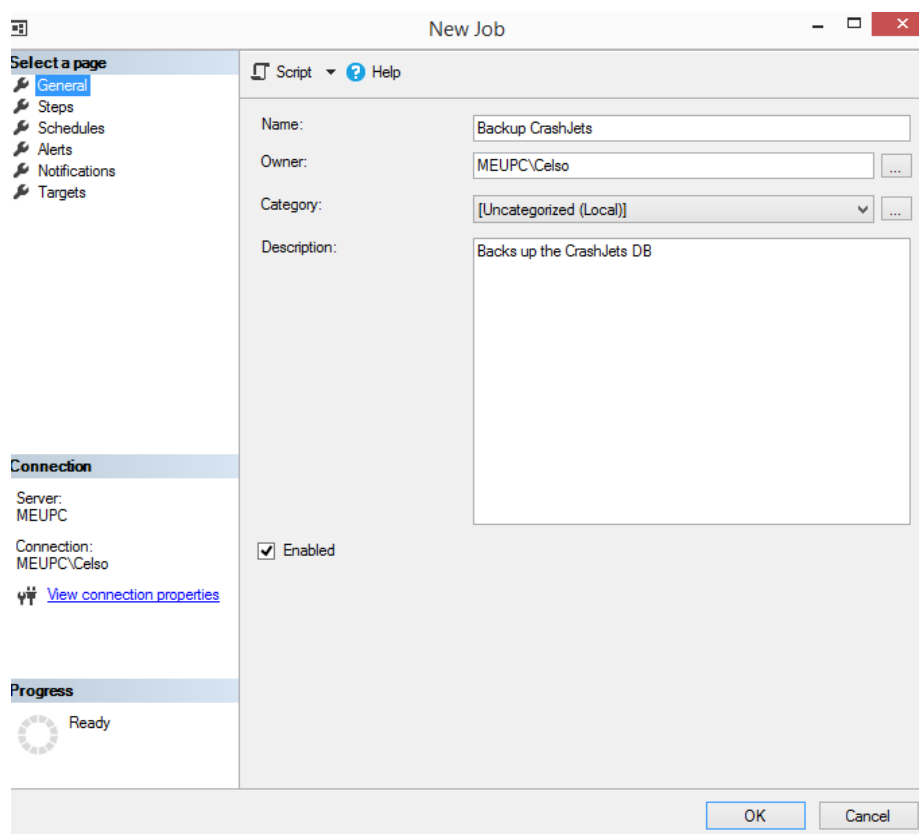 New Job
Select a page
General
Steps
Schedules
Alerts
Notifications
Targets
Script
Help
Name:
Backup CrashJets
Owner:
MEUPC\Celso
...
Category:
[Uncategorized (Local)]
...
Description:
Backs up the CrashJets DB
Enabled
Connection
Server:
MEUPC
Connection:
MEUPC\Celso
View connection properties
Progress
Ready
OK
Cancel